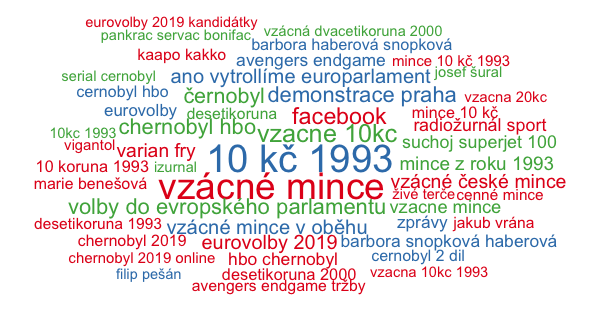 eurovolby 2019 kandidátky
vzácná dvacetikoruna 2000
pankrac servac bonifac
barbora haberová snopková
kaapo kakko
avengers endgame
mince 10 kč 1993
serial cernobyl
ano vytrollíme europarlament
josef šural
cernobyl hbo
černobyl
demonstrace praha
vzacna 20kc
eurovolby
desetikoruna
facebook
mince 10 kč
10kc 1993
chernobyl hbo
vzacne 10kc
radiožurnál sport
vigantol
varian fry
suchoj superjet 100
10 koruna 1993
izurnal
10 kč 1993
mince z roku 1993
marie benešová
vzácné mince
vzácné české mince
živé terče
cenné mince
volby do evropského parlamentu
vzacne mince
desetikoruna 1993
vzácné mince v oběhu
zprávy
jakub vrána
chernobyl 2019
eurovolby 2019
barbora snopková haberová
chernobyl 2019 online
hbo chernobyl
cernobyl 2 dil
filip pešán
desetikoruna 2000
vzacna 10kc 1993
avengers endgame tržby